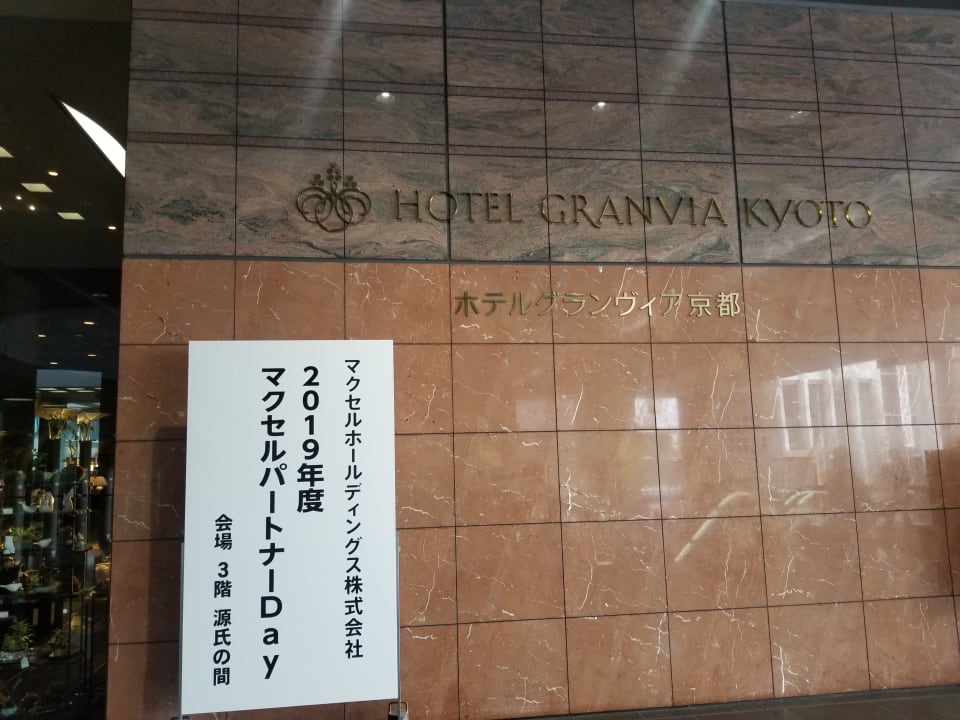 HOTEL GRANVIA KYOTO
ホテルグランヴィア京都
マクセルホールディングス株式会社
2019年度
マクセルパートナーDay
会場 3階 源氏の間